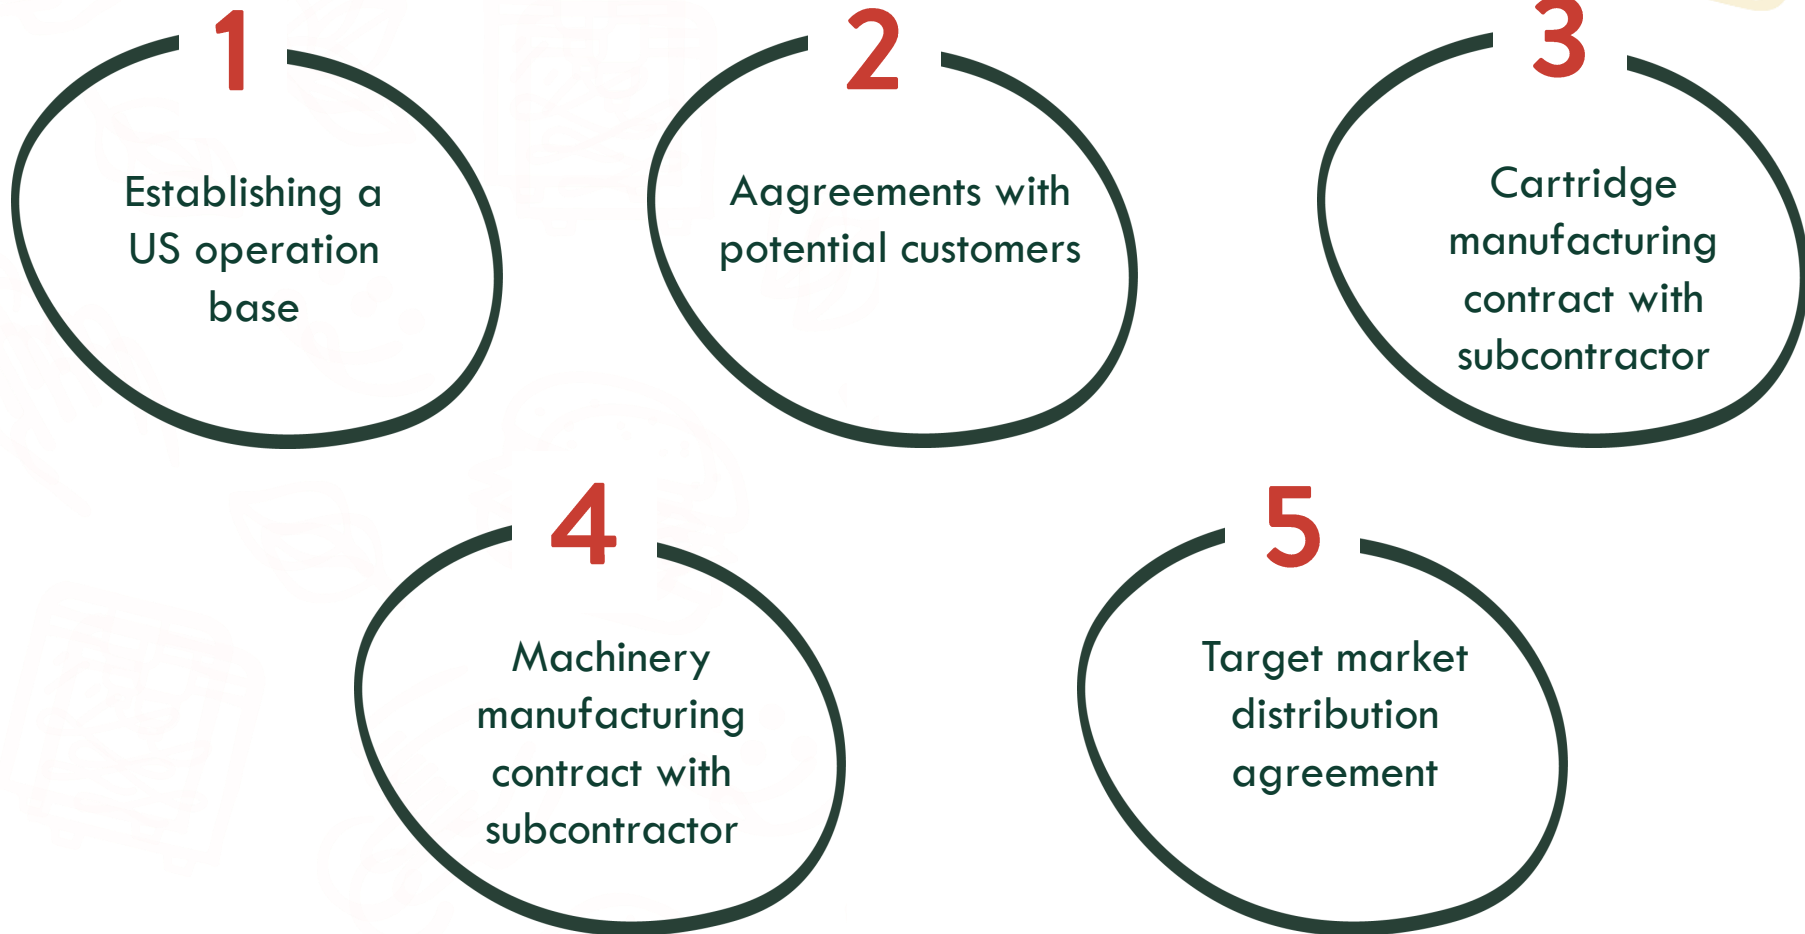 1
Establishing a
US operation
base
2
Aagreements with
potential customers
3
Cartridge
manufacturing
contract with
subcontractor
4
Machinery
manufacturing
contract with
subcontractor
5
Target market
distribution
agreement